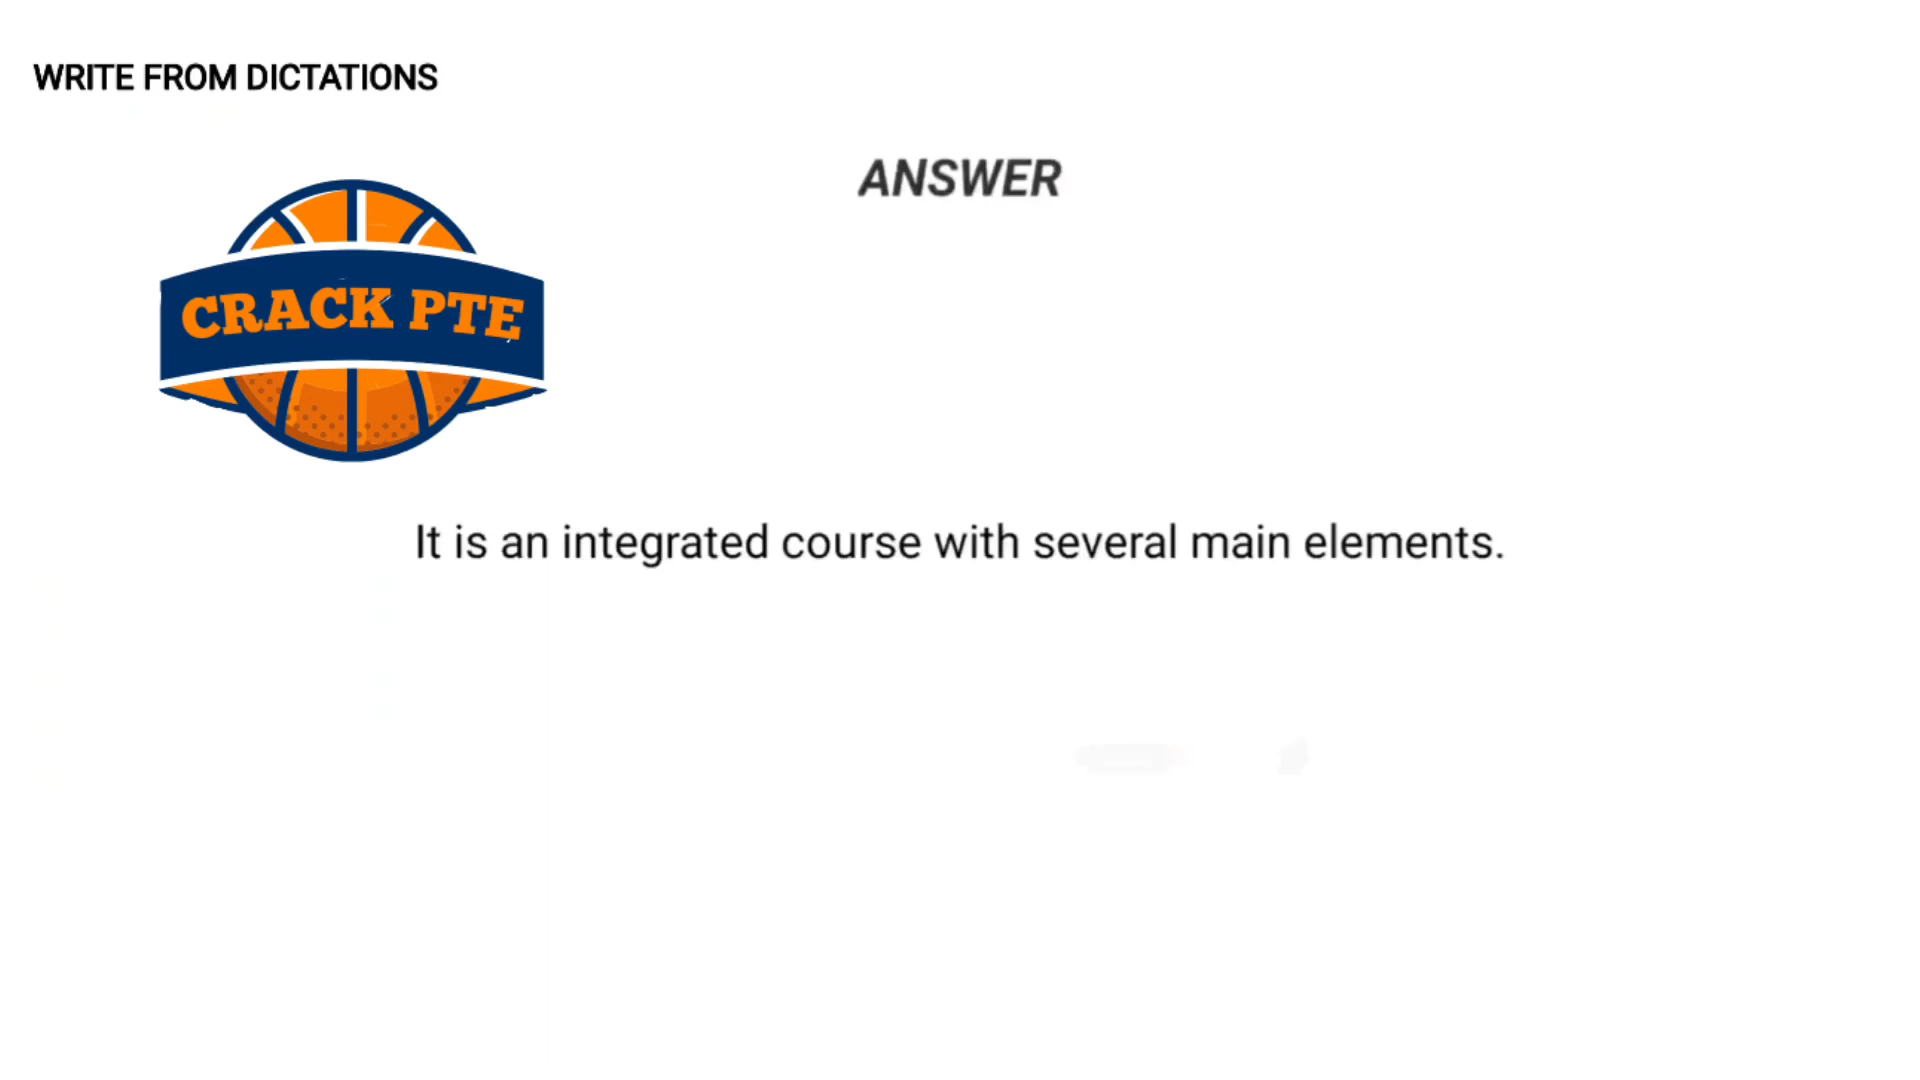 WRITE FROM DICTATIONS
ANSWER
CRACK PTE
It is an integrated course with several main elements.